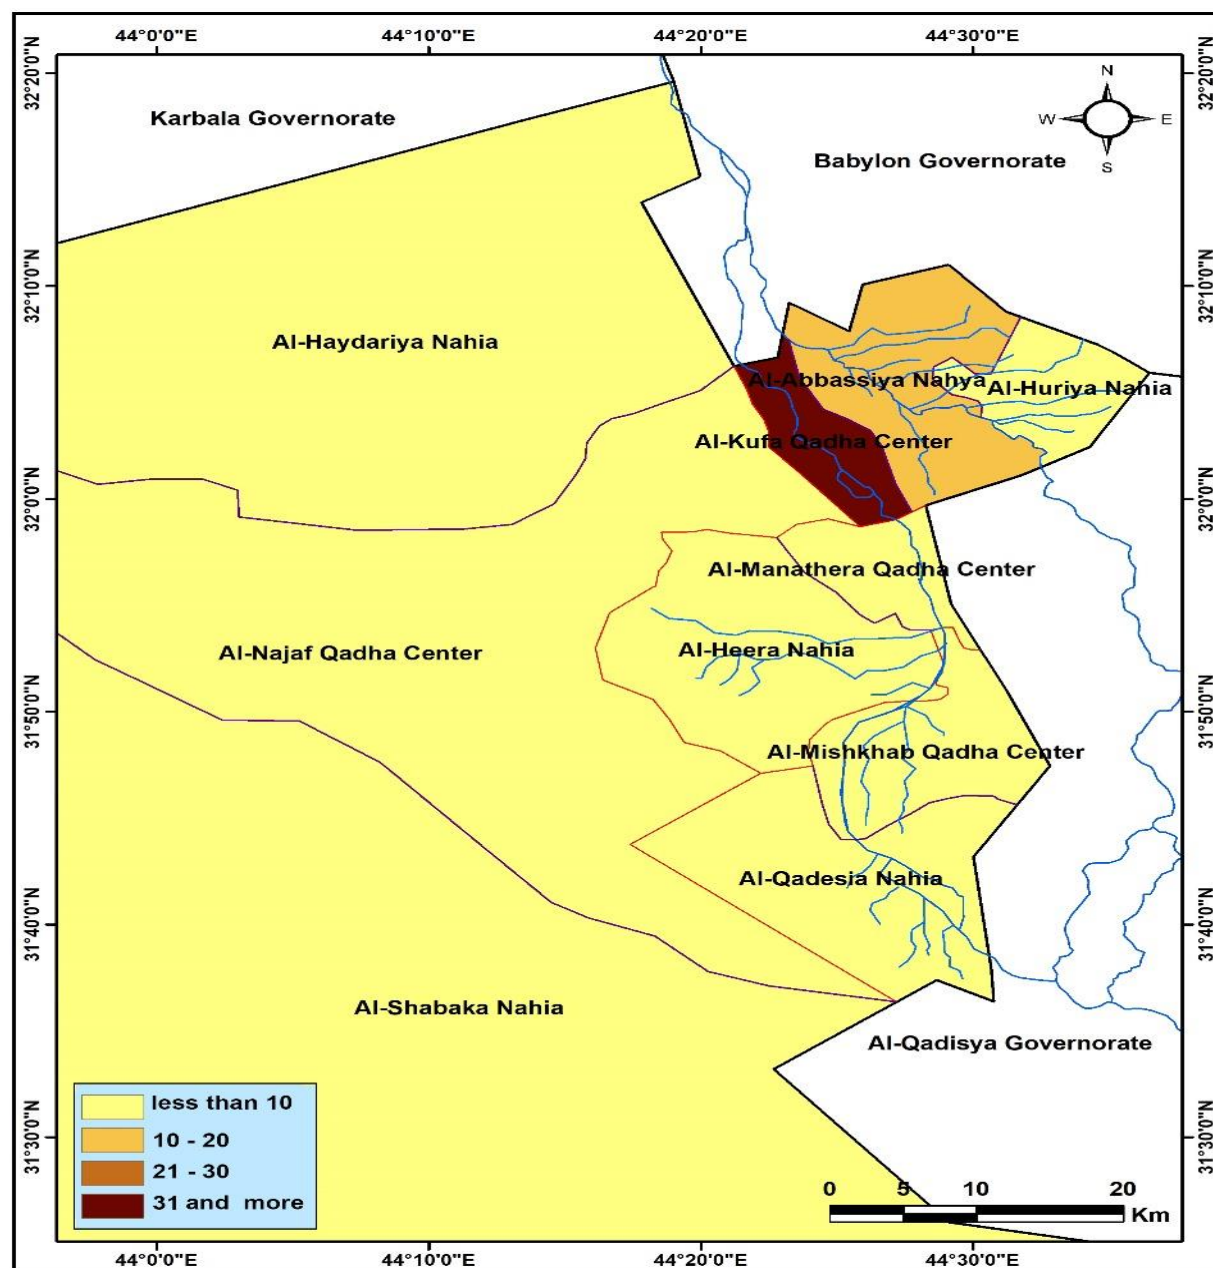 44°0'0"E 44°10'0"E 44°20'0"E 44°30'0"E
32°20'0"N 32°20'0"N
N
W E
S
Karbala Governorate
Babylon Governorate
32°10'0"N 32°10'0"N
Al-Haydariya Nahia
Al-Abbassiya Nahya
Al-Huriya Nahia
Al-Kufa Qadha Center
32°0'0"N 32°0'0"N
Al-Manathera Qadha Center
Al-Najaf Qadha Center
Al-Heera Nahia
31°50'0"N 31°50'0"N
Al-Mishkhab Qadha Center
Al-Qadesia Nahia
31°40'0"N 31°40'0"N
Al-Shabaka Nahia
Al-Qadisya Governorate
less than 10
10 - 20
21 - 30
31 and more
31°30'0"N 31°30'0"N
0 5 10 20
Km
44°0'0"E 44°10'0"E 44°20'0"E 44°30'0"E